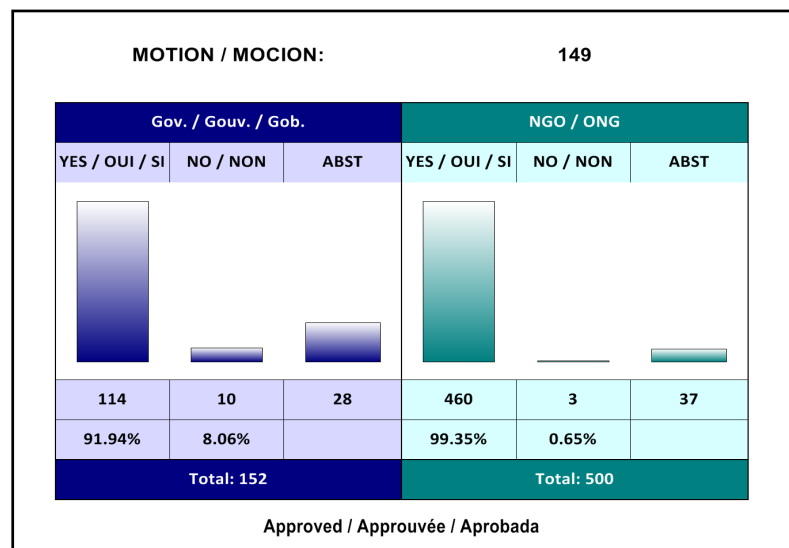 MOTION / MOCION: 149
Gov. / Gouv. / Gob. NGO / ONG
YES / OUI / SI NO / NON ABST YES / OUI / SI NO / NON ABST
114 10 28 460 3 37
91.94% 8.06% 99.35% 0.65%
Total: 152 Total: 500
Approved / Approuvée / Aprobada